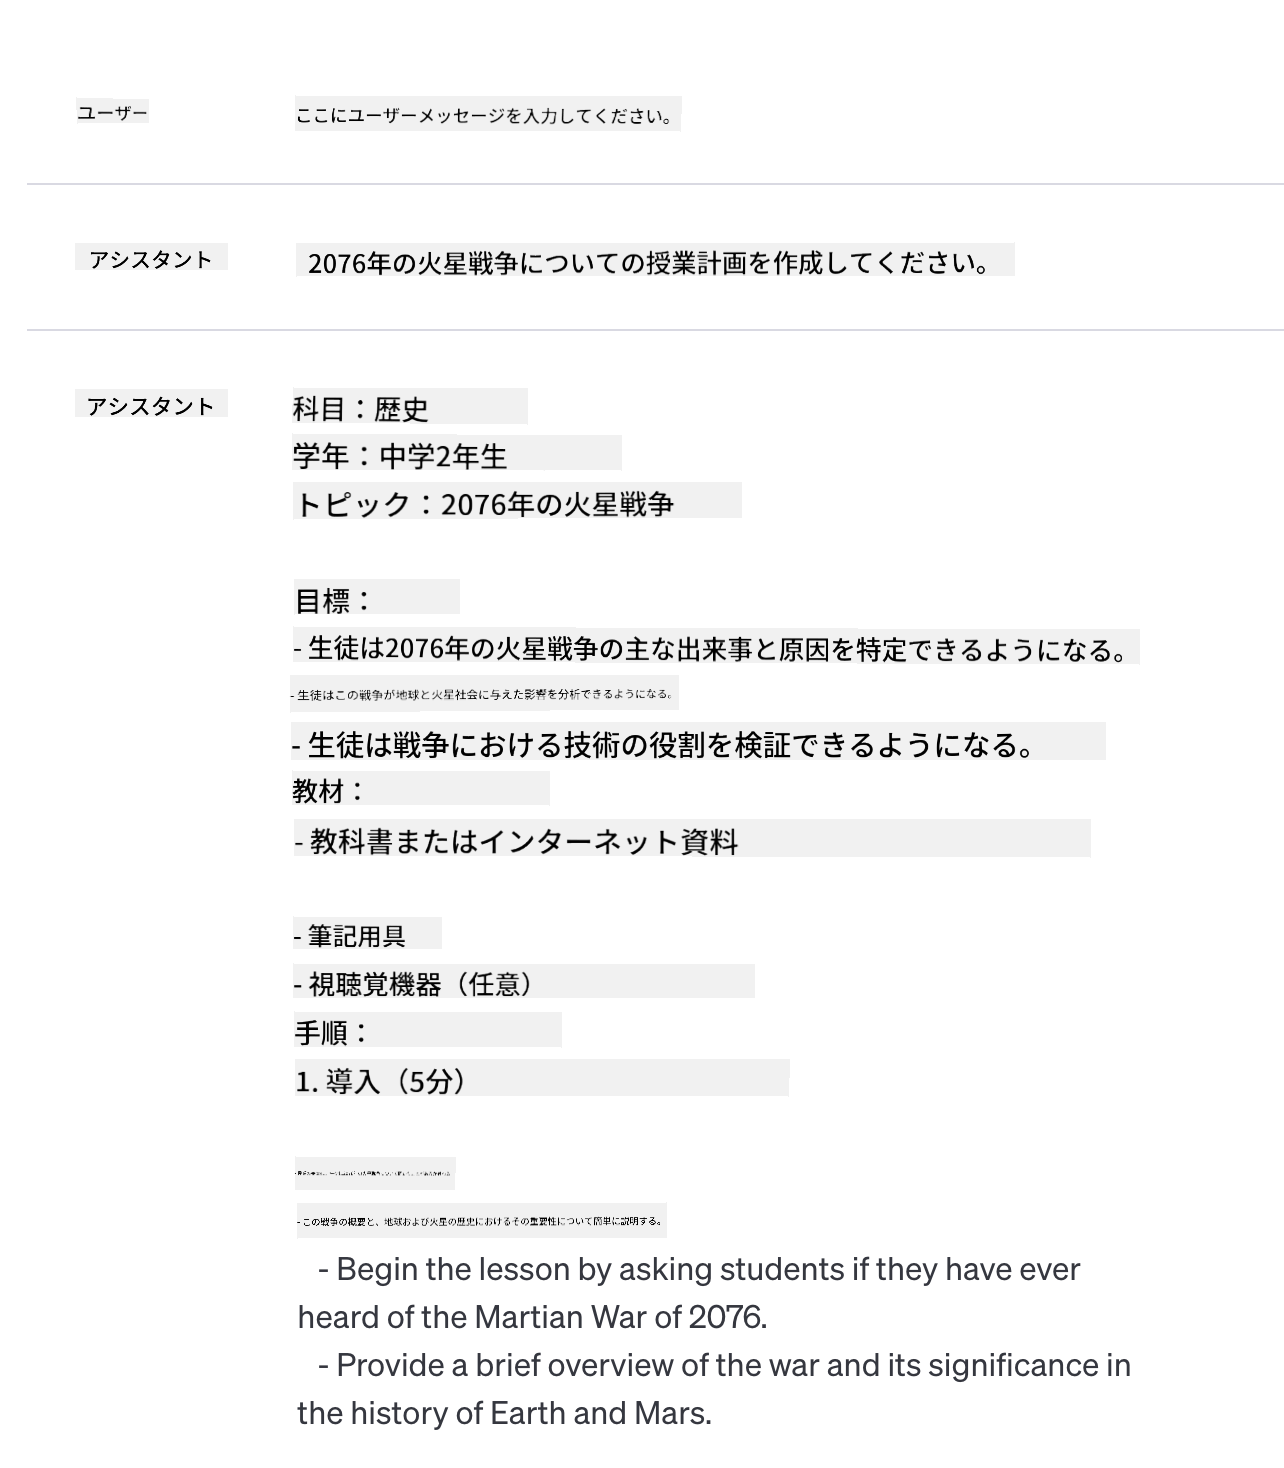 ユーザー
ここにユーザーメッセージを入力してください。
アシスタント
2076年の火星戦争についての授業計画を作成してください。
アシスタント
科目：歴史
学年：中学2年生
トピック：2076年の火星戦争
目標：
- 生徒は2076年の火星戦争の主な出来事と原因を特定できるようになる。
- 生徒はこの戦争が地球と火星社会に与えた影響を分析できるようになる。
- 生徒は戦争における技術の役割を検証できるようになる。
教材：
- 教科書またはインターネット資料
- 筆記用具
- 視聴覚機器（任意）
手順：
1. 導入（5分）
- この戦争の概要と、地球および火星の歴史におけるその重要性について簡単に説明する。
- Begin the lesson by asking students if they have ever
heard of the Martian War of 2076.
- Provide a brief overview of the war and its significance in
the history of Earth and Mars.